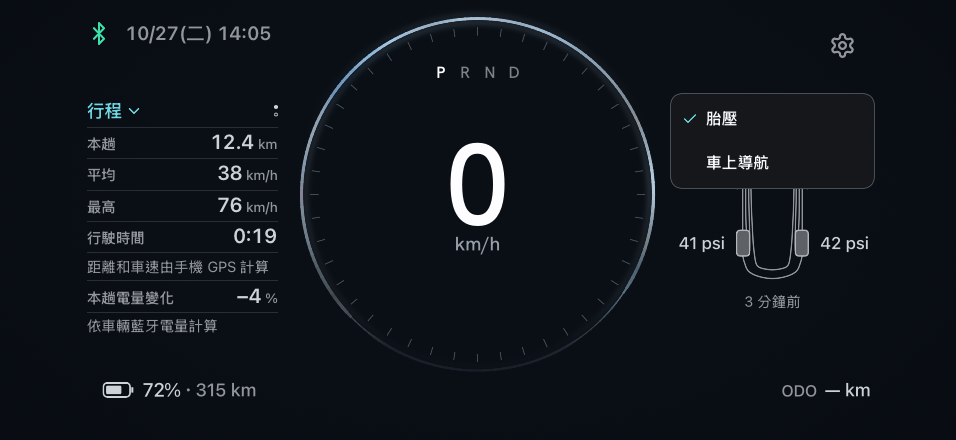 10/27(二) 14:05
P R N D
行程
本趟 12.4 km
平均 38 km/h
最高 76 km/h
行駛時間 0:19
距離和車速由手機 GPS 計算
本趟電量變化 –4 %
依車輛藍牙電量計算
72% · 315 km
0
km/h
胎壓
車上導航
41 psi 42 psi
3 分鐘前
ODO — km